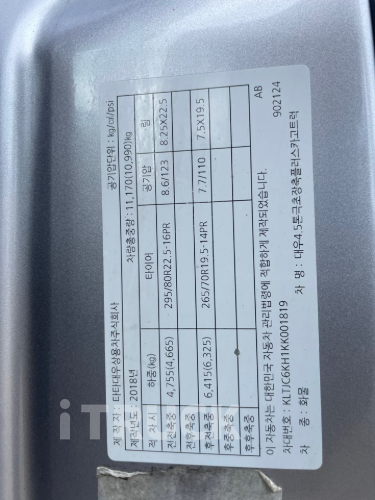 공기압단위 : kg/㎠/psi
제 작 자 : 타타대우상용차주식회사
제작년도 : 2018년 차량총중량 : 11,170(10,990)kg
적 차 시 하중(kg) 타이어 공기압 림
전전축중 4,755(4,665) 295/80R22.5-16PR 8.6/123 8.25X22.5
전후축중
후전축중 6,415(6,325) 265/70R19.5-14PR 7.7/110 7.5X19.5
후중축중
후후축중
이 자동차는 대한민국 자동차 관리법령에 적합하게 제작되었습니다. AB
차대번호 : KLTJC6KH1KK001819 902124
종 : 화물 차 명 : 대우4.5톤극초장축플러스카고트럭